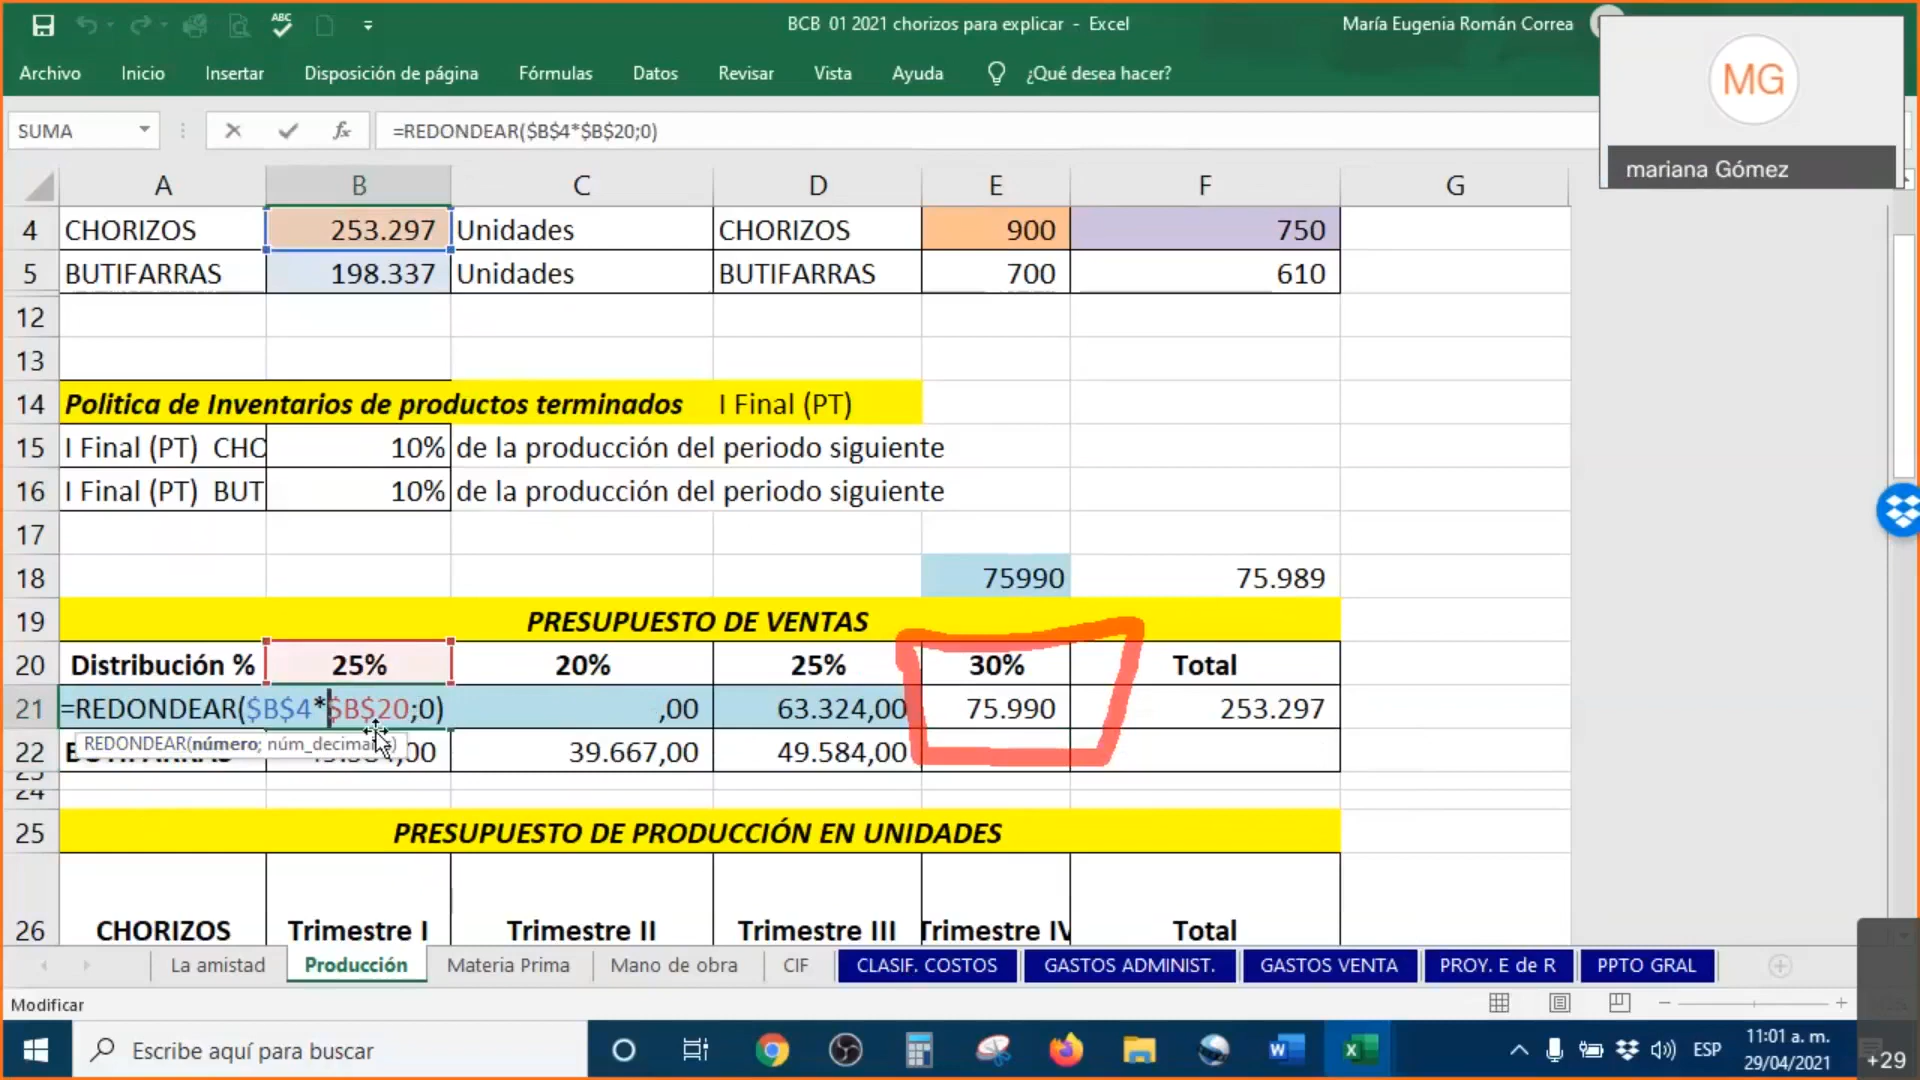 BCB 01 2021 chorizos para explicar - Excel
María Eugenia Román Correa
MG
mariana Gómez
Archivo Inicio Insertar Disposición de página Fórmulas Datos Revisar Vista Ayuda ¿Qué desea hacer?
SUMA fx =REDONDEAR($B$4*$B$20;0)
A B C D E F G
4 CHORIZOS 253.297 Unidades CHORIZOS 900 750
5 BUTIFARRAS 198.337 Unidades BUTIFARRAS 700 610
12
13
14 Politica de Inventarios de productos terminados I Final (PT)
15 I Final (PT) CHO 10% de la producción del periodo siguiente
16 I Final (PT) BUT 10% de la producción del periodo siguiente
17
18 75990 75.989
19 PRESUPUESTO DE VENTAS
20 Distribución % 25% 20% 25% 30% Total
21 =REDONDEAR($B$4*$B$20;0) ,00 63.324,00 75.990 253.297
REDONDEAR(número;
22 39.667,00 49.584,00
24
25 PRESUPUESTO DE PRODUCCIÓN EN UNIDADES
26 CHORIZOS Trimestre I Trimestre II Trimestre III Trimestre IV Total
La amistad Producción Materia Prima Mano de obra CIF CLASIF. COSTOS GASTOS ADMINIST. GASTOS VENTA PROY. E de R PPTO GRAL
Modificar
Escribe aquí para buscar
ESP
11:01 a. m.
29/04/2021
+29